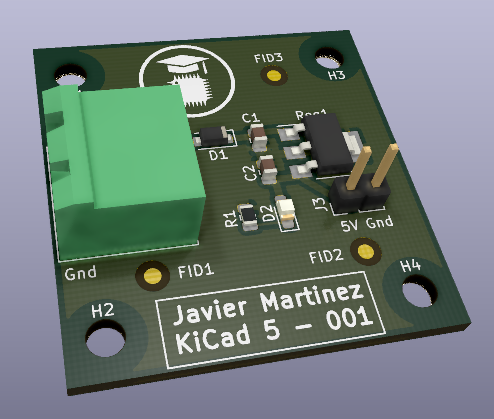 FID3
H3
C1
Reg1
D1
C2
R1
D2
J3
5V Gnd
Gnd
FID1
FID2
H2
H4
Javier Martinez
KiCad 5 - 001